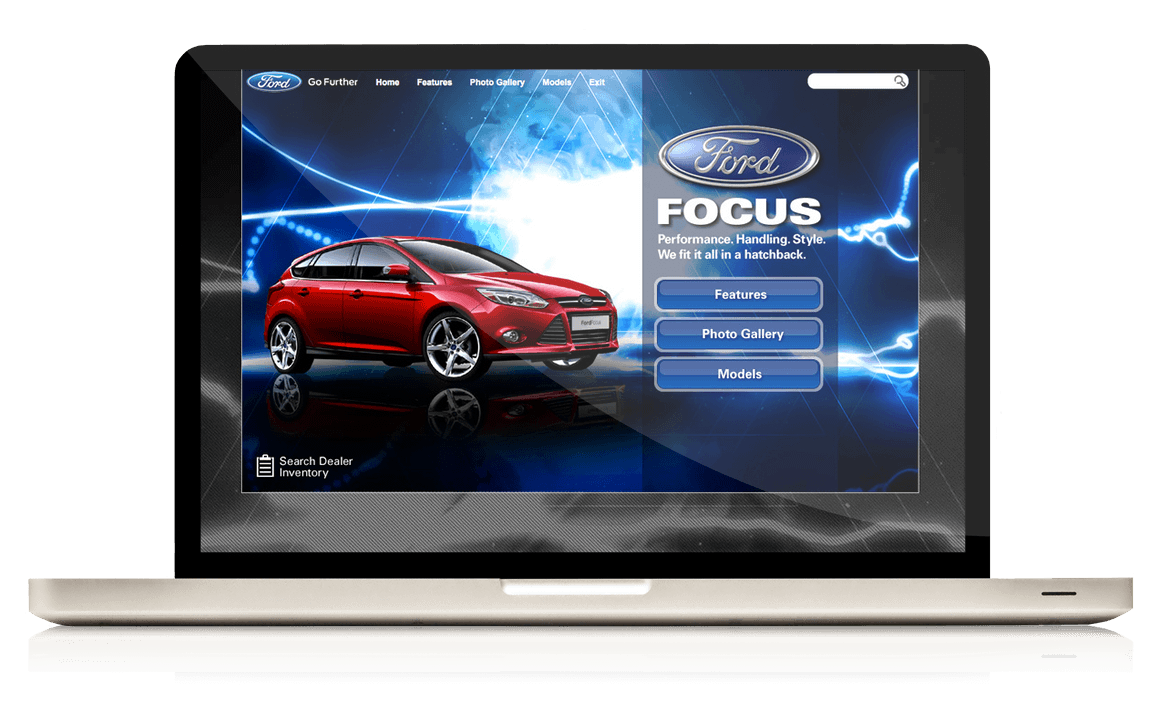 Ford Go Further Home Features Photo Gallery Models Exit
Ford
FOCUS
Performance. Handling. Style.
We fit it all in a hatchback.
Features
Photo Gallery
Models
FordFocus
Search Dealer
Inventory